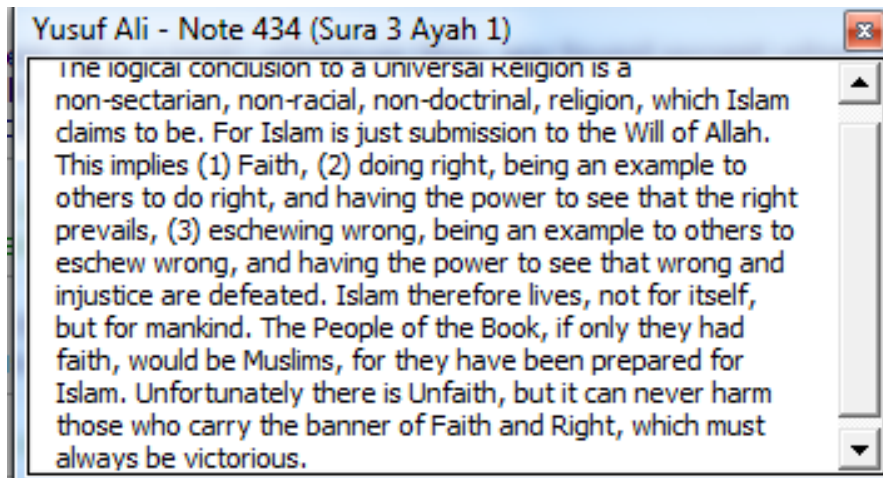 Yusuf Ali - Note 434 (Sura 3 Ayah 1)
The logical conclusion to a Universal Religion is a
non-sectarian, non-racial, non-doctrinal, religion, which Islam
claims to be. For Islam is just submission to the Will of Allah.
This implies (1) Faith, (2) doing right, being an example to
others to do right, and having the power to see that the right
prevails, (3) eschewing wrong, being an example to others to
eschew wrong, and having the power to see that wrong and
injustice are defeated. Islam therefore lives, not for itself,
but for mankind. The People of the Book, if only they had
faith, would be Muslims, for they have been prepared for
Islam. Unfortunately there is Unfaith, but it can never harm
those who carry the banner of Faith and Right, which must
always be victorious.